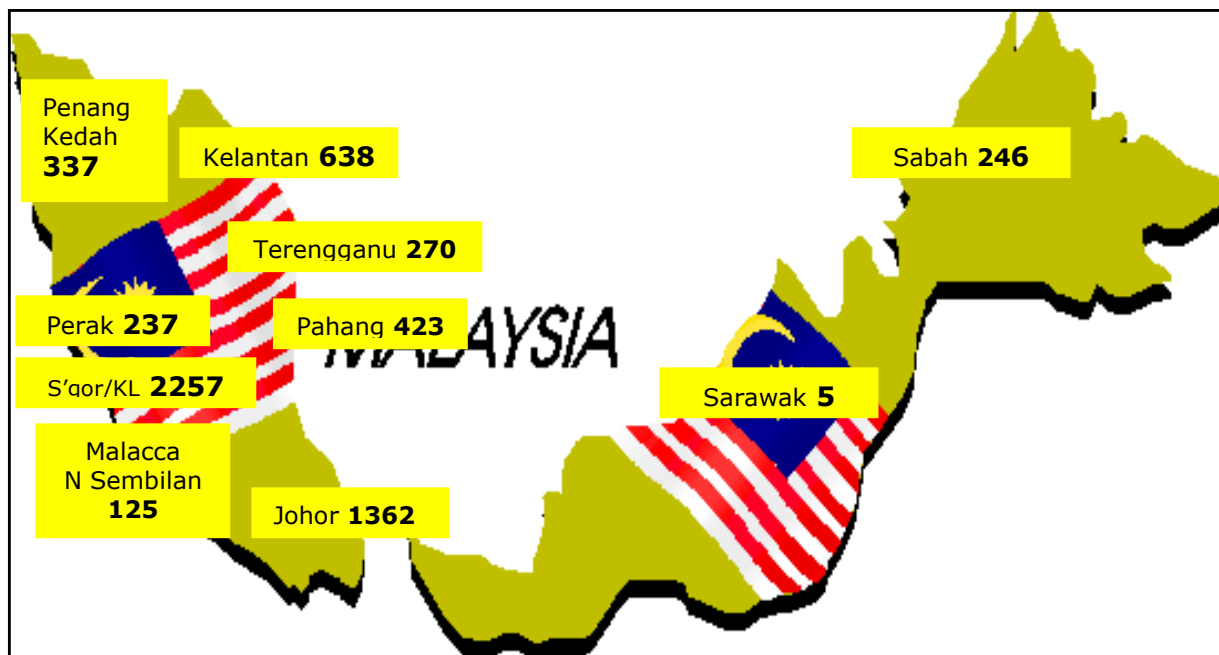 Penang
Kedah
337
Kelantan 638
Sabah 246
Terengganu 270
Perak 237
Pahang 423
MALAYSIA
S'gor/KL 2257
Sarawak 5
Malacca
N Sembilan
125
Johor 1362